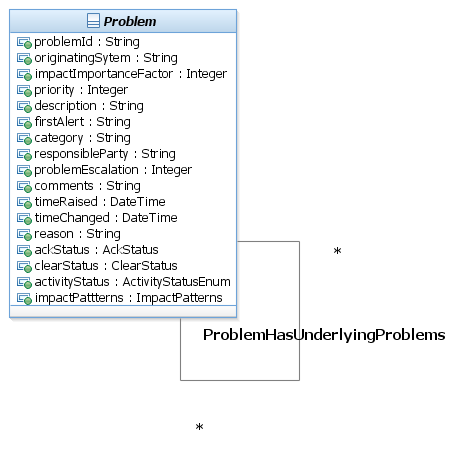 Problem
problemId : String
originatingSytem : String
impactImportanceFactor : Integer
priority : Integer
description : String
firstAlert : String
category : String
responsibleParty : String
problemEscalation : Integer
comments : String
timeRaised : DateTime
timeChanged : DateTime
reason : String
ackStatus : AckStatus
clearStatus : ClearStatus
activityStatus : ActivityStatusEnum
impactPattterns : ImpactPatterns
*
ProblemHasUnderlyingProblems
*